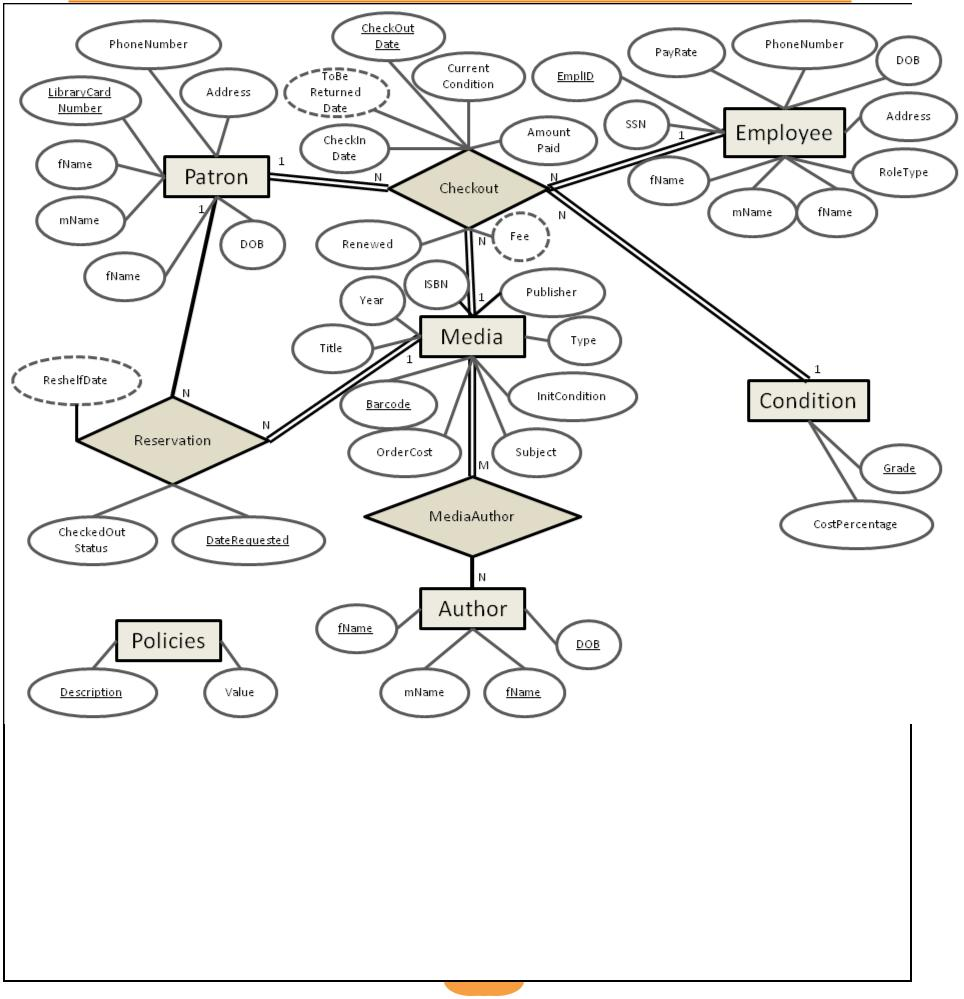 CheckOut
Date
PhoneNumber
Current
Condition
PayRate
PhoneNumber
DOB
ToBe
Returned
Date
EmplID
LibraryCard
Number
Address
Address
SSN
1
Employee
Amount
Paid
CheckIn
Date
fName
1
Patron
N
Checkout
N
fName
RoleType
mName
1
N
mName
fName
DOB
Renewed
N
Fee
fName
ISBN
Publisher
Year
1
Media
Type
Title
1
1
ReshelfDate
N
Barcode
InitCondition
Condition
N
Reservation
OrderCost
Subject
M
Grade
MediaAuthor
CostPercentage
CheckedOut
Status
DateRequested
N
Author
fName
DOB
Policies
Description
Value
mName
fName